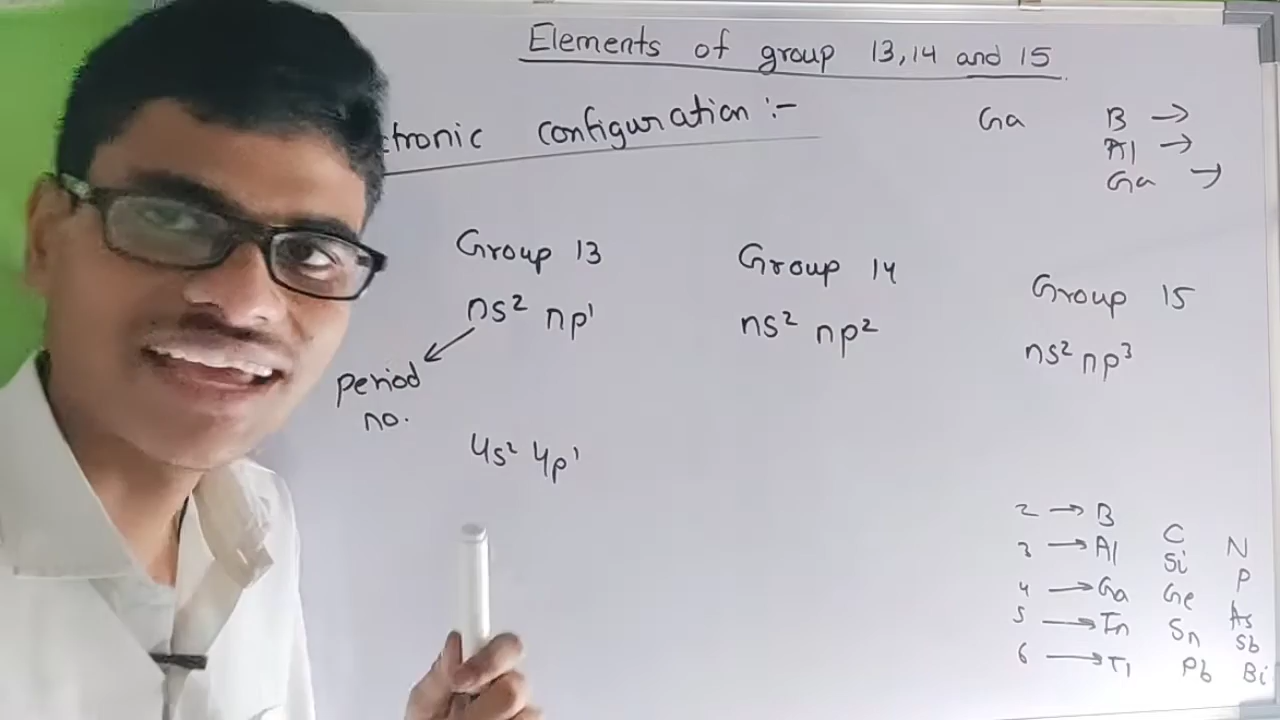 Elements of group 13, 14 and 15
ctronic configuration :-
Ga
B →
Al →
Ga →
Group 13
ns² np¹
period
no.
4s² 4p¹
Group 14
ns² np²
Group 15
ns² np³
2 → B C N
3 → Al Si P
4 → Ga Ge As
5 → In Sn Sb
6 → Tl Pb Bi